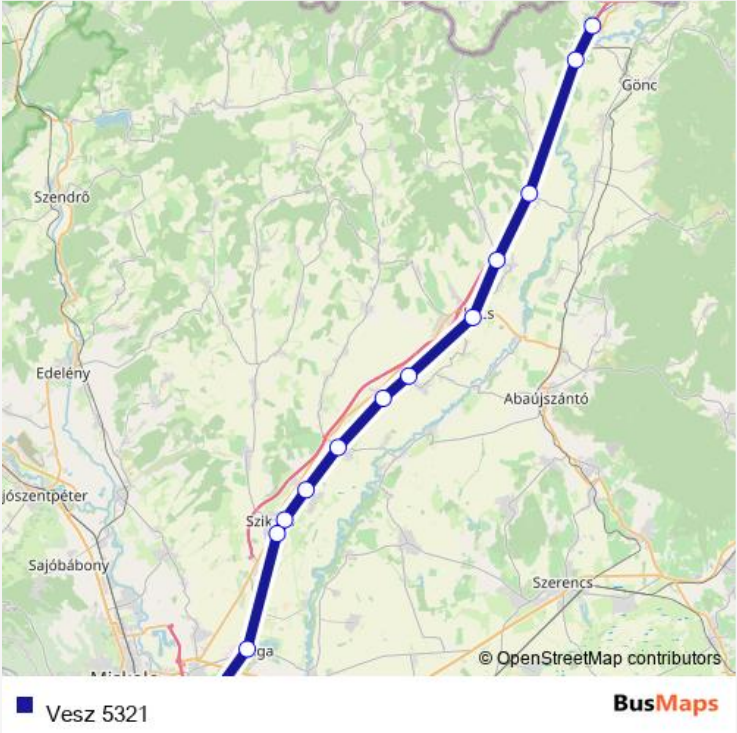 Gönc
Szendrő
Edelény
Abaújszántó
jószentpéter
Szik
Sajóbábony
Szerencs
ga
© OpenStreetMap contributors
Vesz 5321
BusMaps